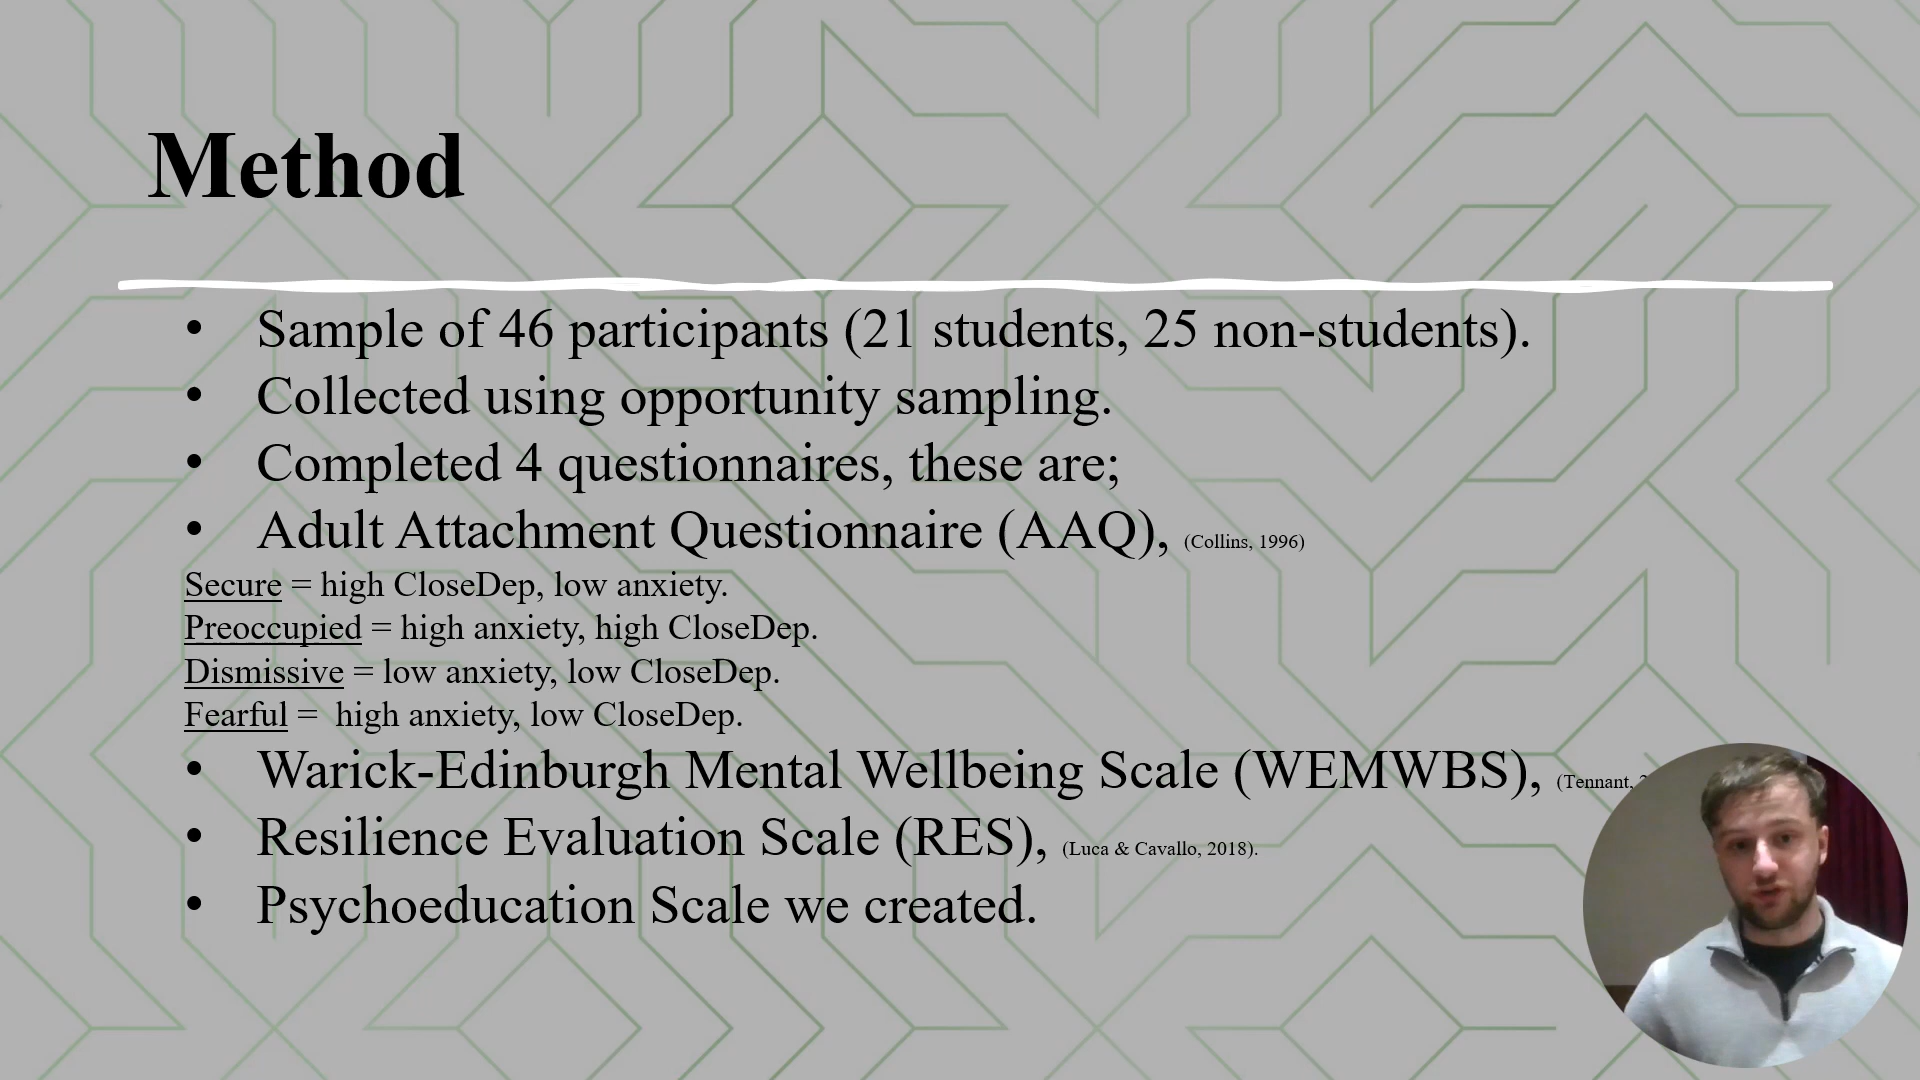 Method
• Sample of 46 participants (21 students, 25 non-students).
• Collected using opportunity sampling.
• Completed 4 questionnaires, these are;
• Adult Attachment Questionnaire (AAQ), (Collins, 1996)
Secure = high CloseDep, low anxiety.
Preoccupied = high anxiety, high CloseDep.
Dismissive = low anxiety, low CloseDep.
Fearful =  high anxiety, low CloseDep.
• Warick-Edinburgh Mental Wellbeing Scale (WEMWBS), (Tennant,
• Resilience Evaluation Scale (RES), (Luca & Cavallo, 2018).
• Psychoeducation Scale we created.